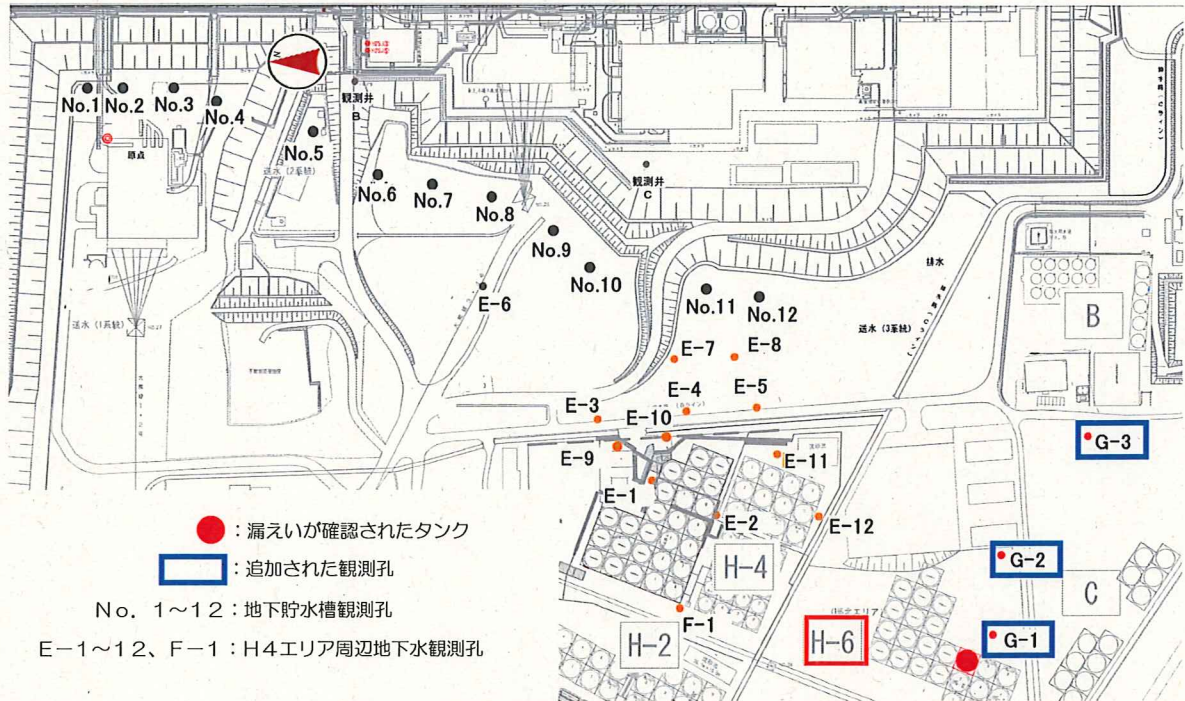 N
No.1
No.2
No.3
No.4
観測井
B
No.5
原点
送水(2系統)
No.6
No.7
No.8
観測井
C
No.9
No.10
E-6
No.11
No.12
排水
送水(1系統)
送水(3系統)
B
E-7
E-8
E-4
E-5
E-3
E-10
G-3
E-9
E-11
E-1
E-2
E-12
H-4
G-2
C
F-1
H-2
H-6
G-1
:漏えいが確認されたタンク
:追加された観測孔
No.1~12:地下貯水槽観測孔
E-1~12、F-1:H4エリア周辺地下水観測孔